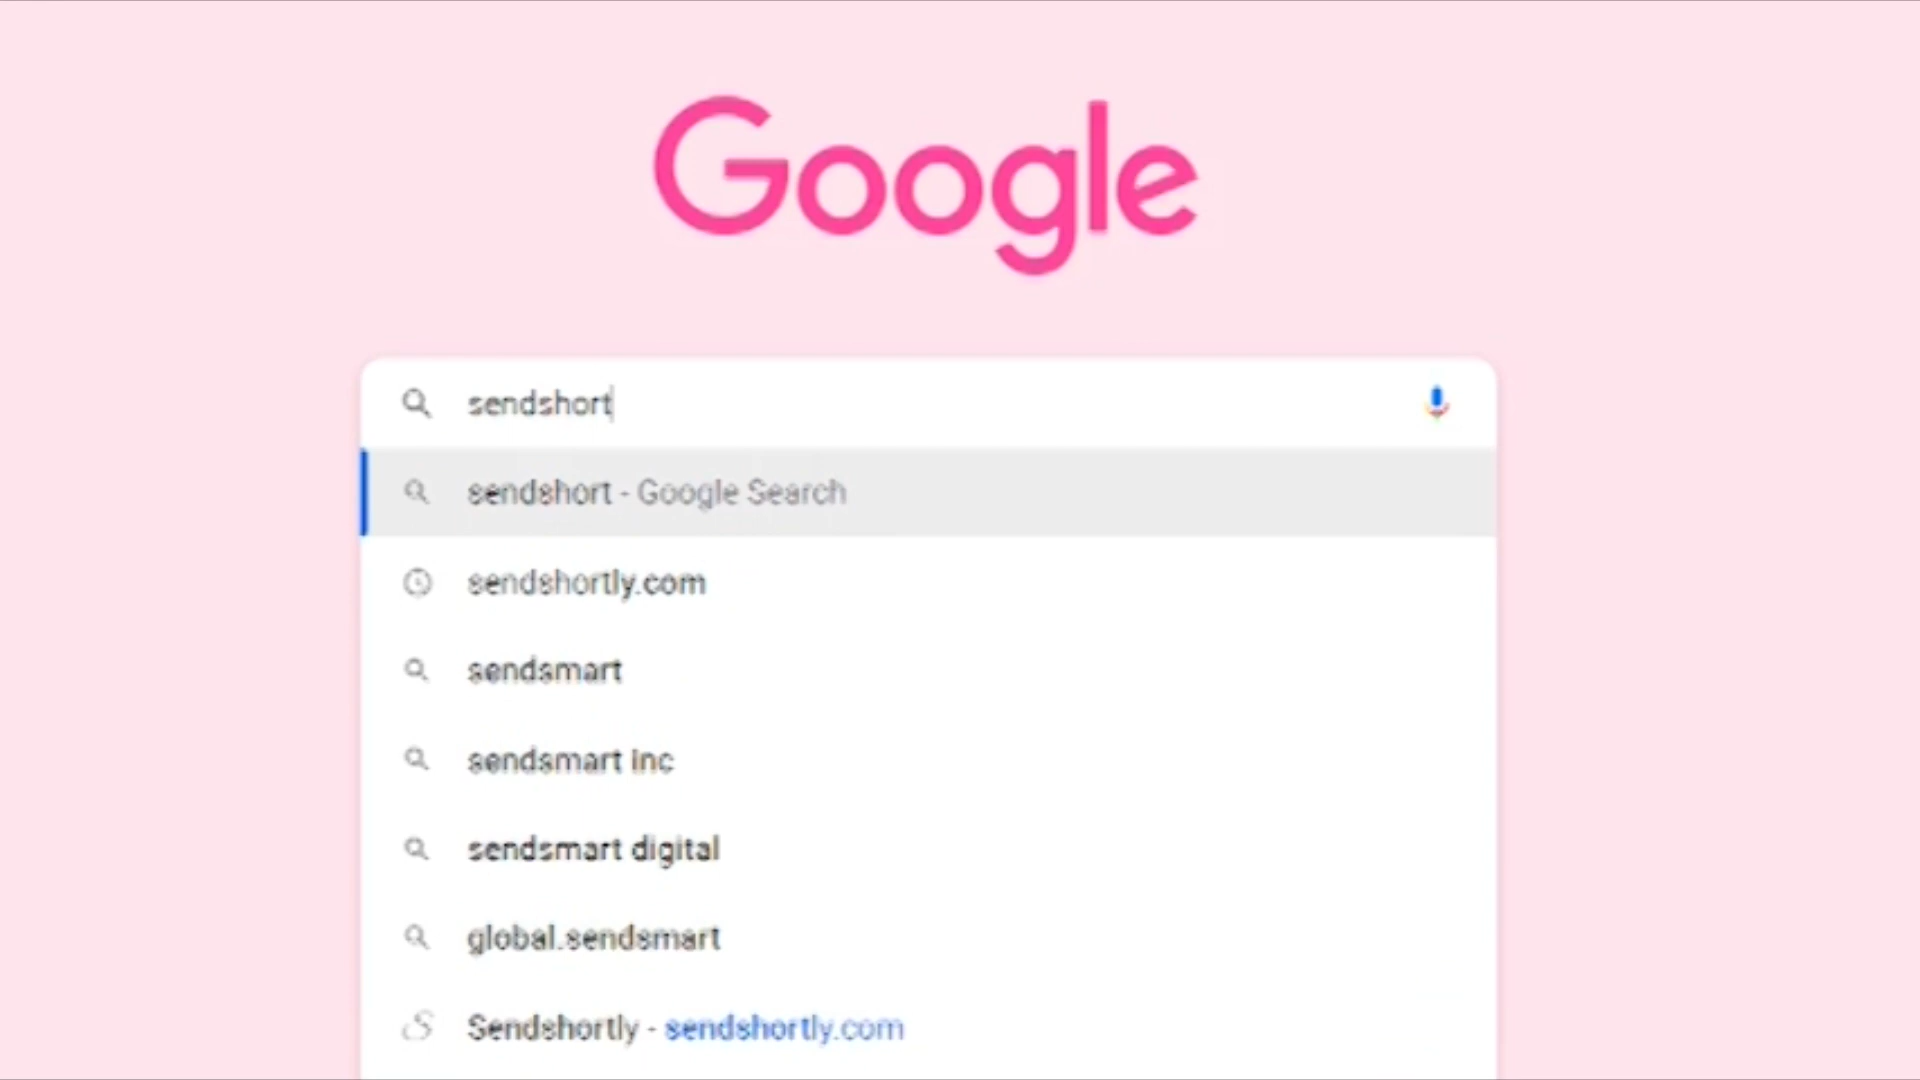 Google
sendshort
sendshort - Google Search
sendshortly.com
sendsmart
sendsmart inc
sendsmart digital
global.sendsmart
Sendshortly - sendshortly.com